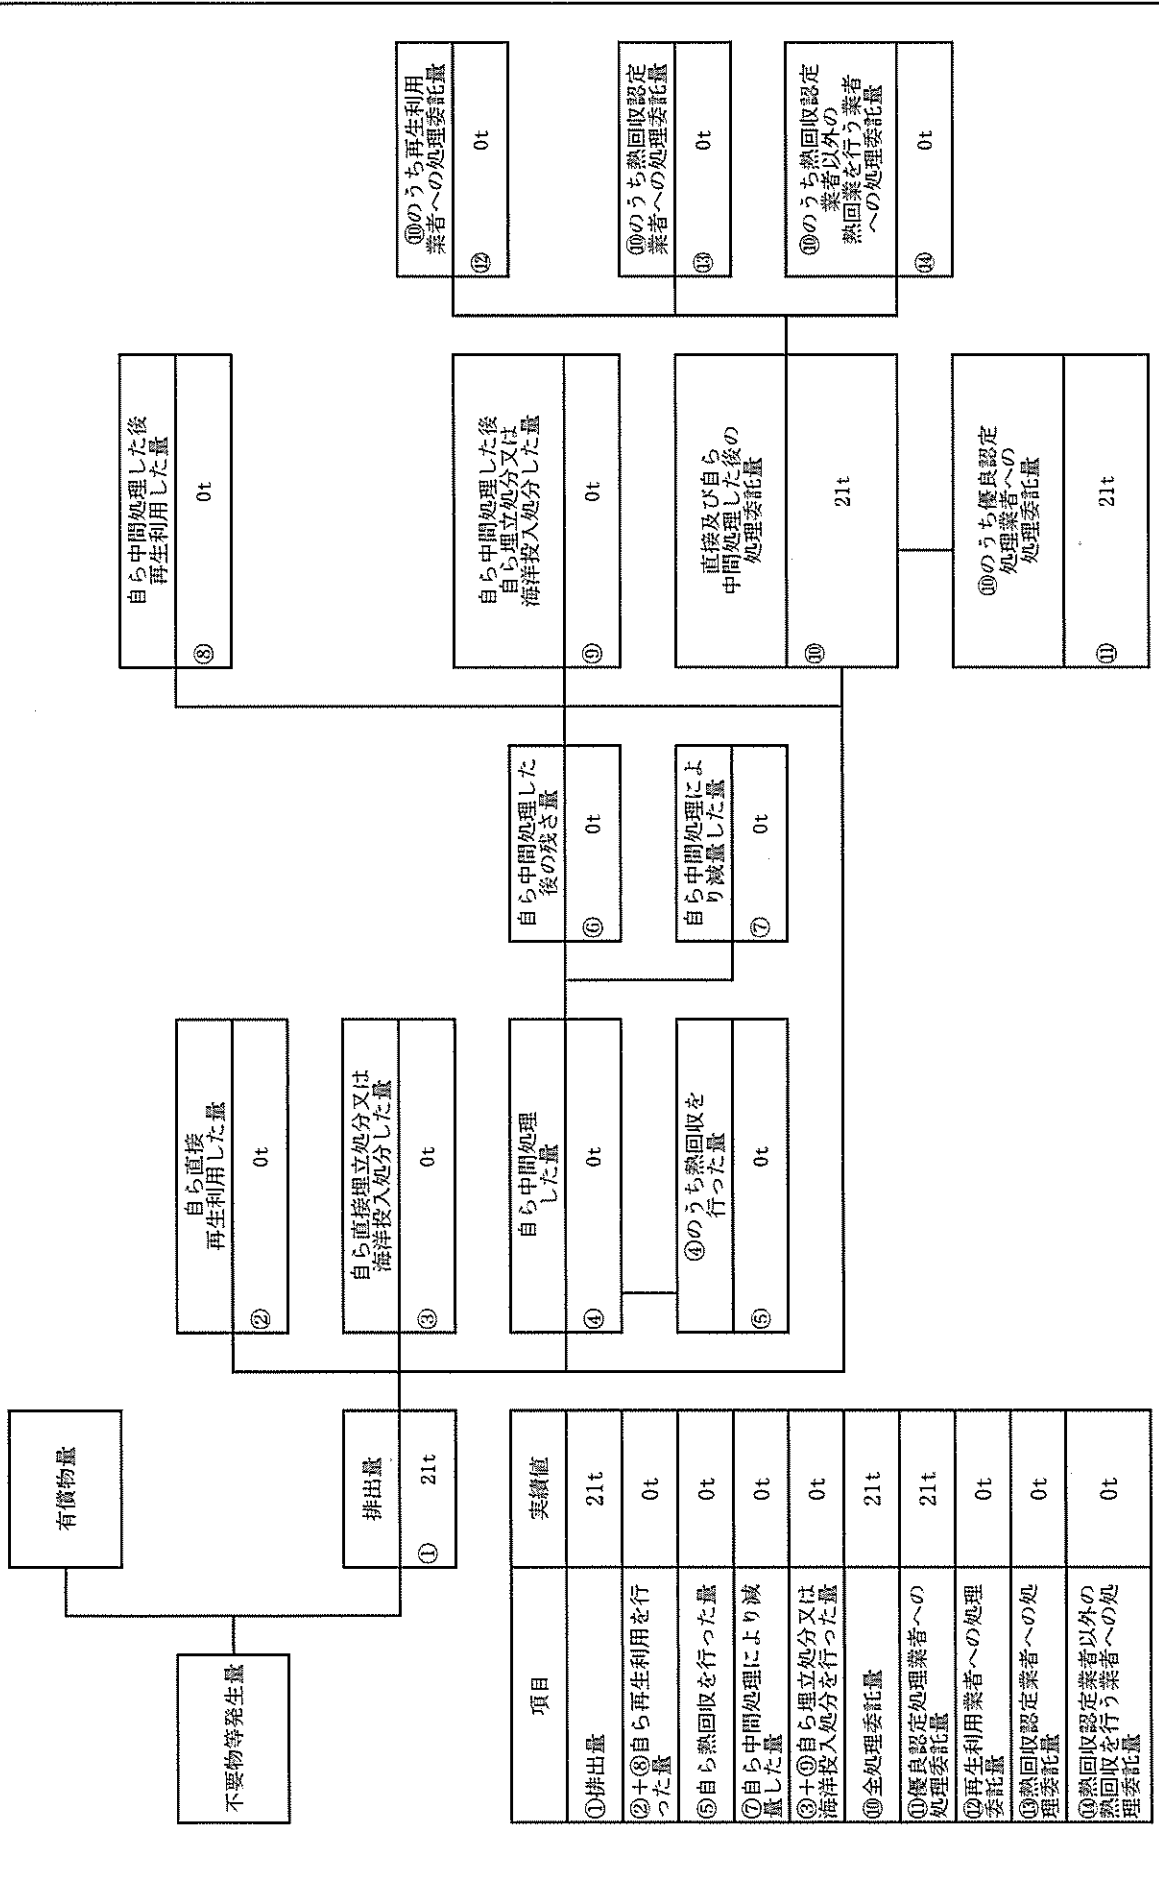 有償物量
不要物等発生量
排出量
① 21t
自ら直接
再生利用した量
② 0t
自ら直接埋立処分又は
海洋投入処分した量
③ 0t
自ら中間処理
した量
④ 0t
④のうち熱回収を
行った量
⑤ 0t
自ら中間処理した
後の残さ量
⑥ 0t
自ら中間処理によ
り減量した量
⑦ 0t
自ら中間処理した後
再生利用した量
⑧ 0t
自ら中間処理した後
自ら埋立処分又は
海洋投入処分した量
⑨ 0t
直接及び自ら
中間処理した後の
処理委託量
⑩ 21t
⑩のうち優良認定
処理業者への
処理委託量
⑪ 21t
⑩のうち再生利用
業者への処理委託量
⑫ 0t
⑩のうち熱回収認定
業者への処理委託量
⑬ 0t
⑩のうち熱回収認定
業者以外の
熱回業を行う業者
への処理委託量
⑭ 0t
項目 実績値
①排出量 21t
②+⑧自ら再生利用を行
った量 0t
⑤自ら熱回収を行った量 0t
⑦自ら中間処理により減
量した量 0t
③+⑨自ら埋立処分又は
海洋投入処分を行った量 0t
⑩全処理委託量 21t
⑪優良認定処理業者への
処理委託量 21t
⑫再生利用業者への処理
委託量 0t
⑬熱回収認定業者への処
理委託量 0t
⑭熱回収認定業者以外の
熱回収を行う業者への処
理委託量 0t